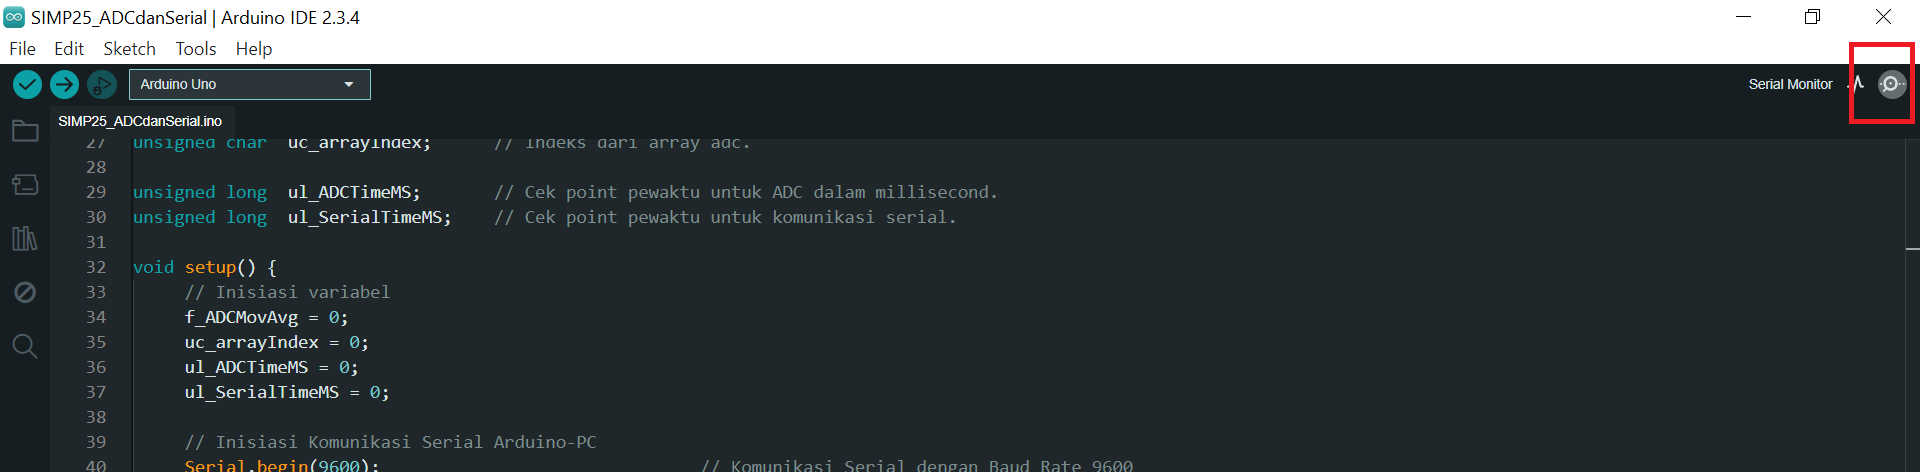 SIMP25_ADCdanSerial | Arduino IDE 2.3.4
File Edit Sketch Tools Help
Arduino Uno
Serial Monitor
SIMP25_ADCdanSerial.ino
27 unsigned char uc_arrayIndex; // Indeks dari array adc.
28
29 unsigned long ul_ADCTimeMS; // Cek point pewaktu untuk ADC dalam millisecond.
30 unsigned long ul_SerialTimeMS; // Cek point pewaktu untuk komunikasi serial.
31
32 void setup() {
33 // Inisiasi variabel
34 f_ADCMovAvg = 0;
35 uc_arrayIndex = 0;
36 ul_ADCTimeMS = 0;
37 ul_SerialTimeMS = 0;
38
39 // Inisiasi Komunikasi Serial Arduino-PC
40 Serial.begin(9600); // Komunikasi Serial dengan Baud Rate 9600